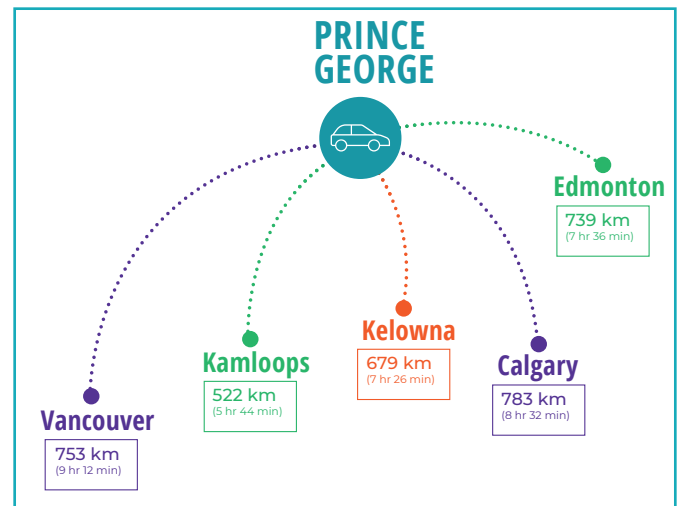 PRINCE
GEORGE
Edmonton
739 km
(7 hr 36 min)
Kelowna
679 km
(7 hr 26 min)
Kamloops
522 km
(5 hr 44 min)
Calgary
783 km
(8 hr 32 min)
Vancouver
753 km
(9 hr 12 min)